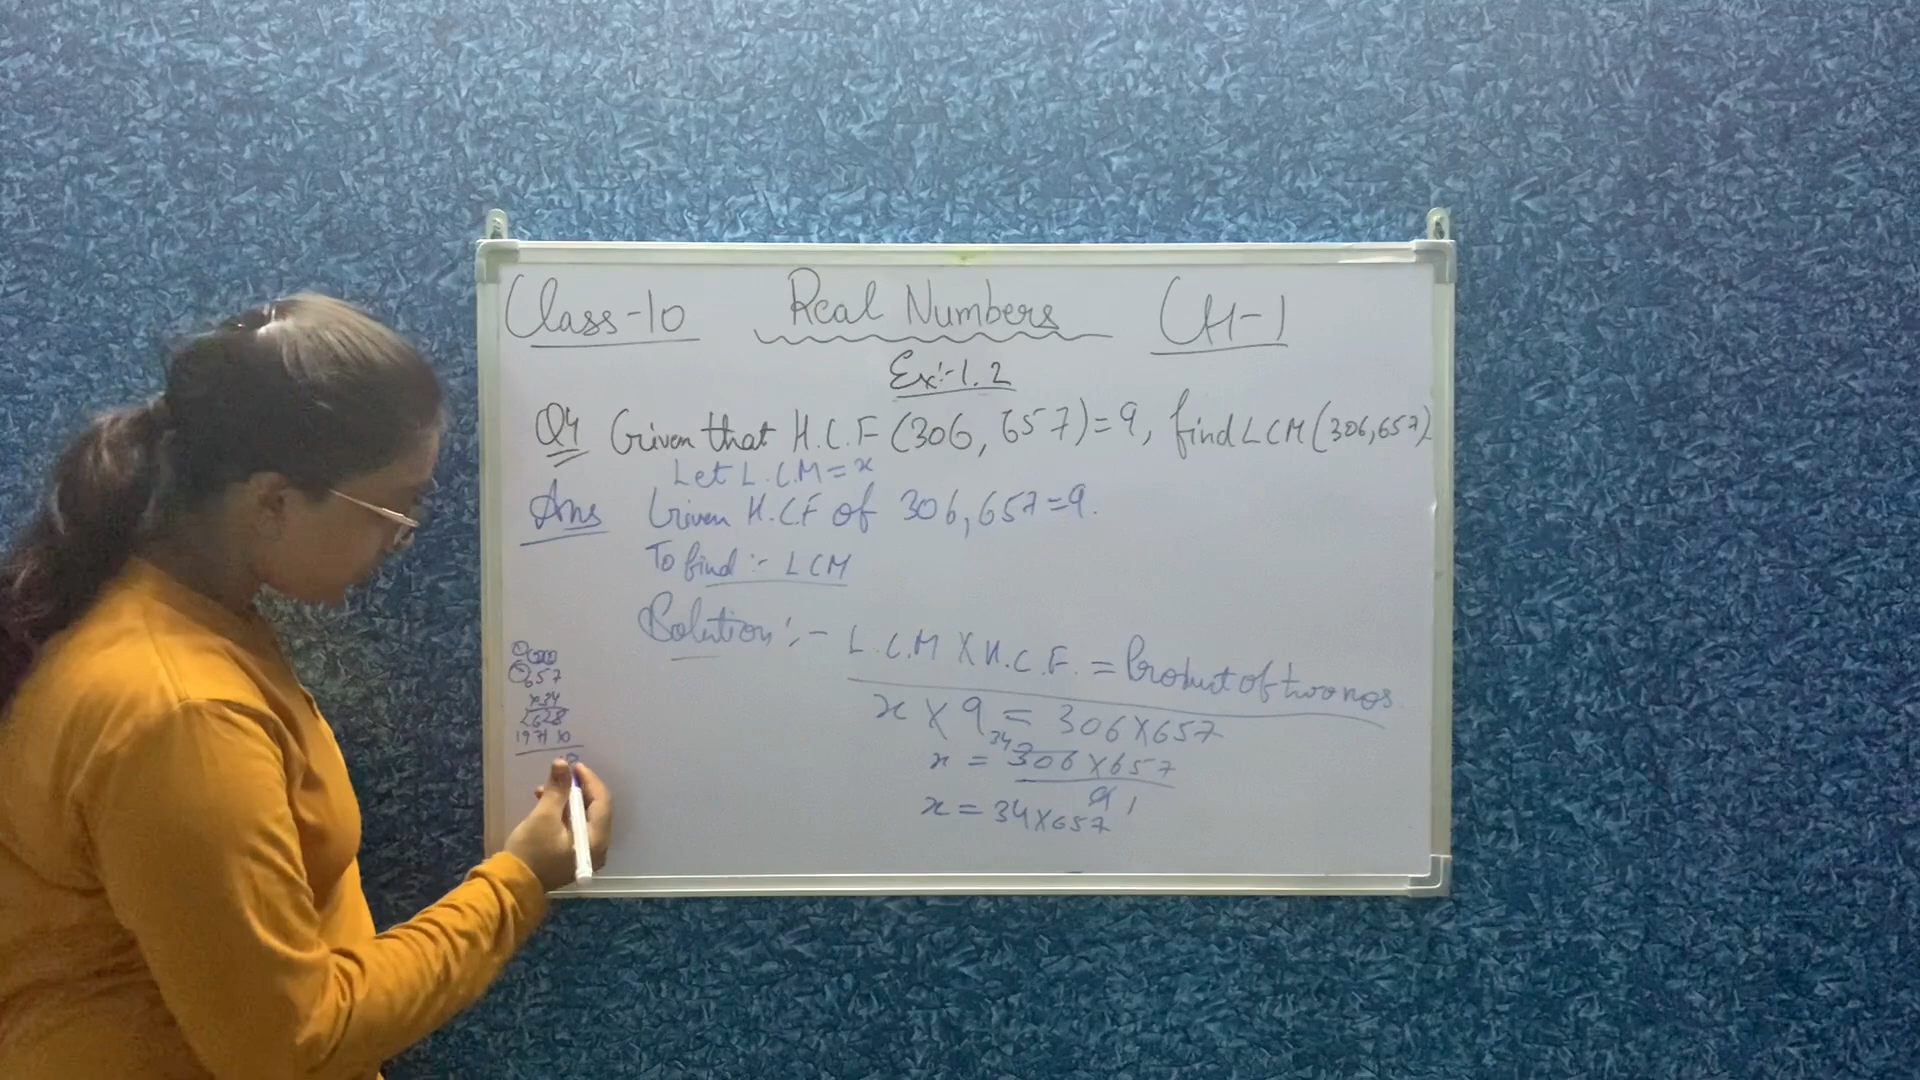 Class-10 Real Numbers CH-1
Ex:-1.2
Q4 Given that H.C.F (306, 657)=9, find LCM (306,657)
Let L.C.M = x
Ans Given H.C.F of 306, 657=9.
To find :- LCM
Solution :- L.C.M X H.C.F. = Product of two nos.
x X 9 = 306 X 657
x = 306 X 657
34
9 1
x = 34 X 657
657
x34
2628